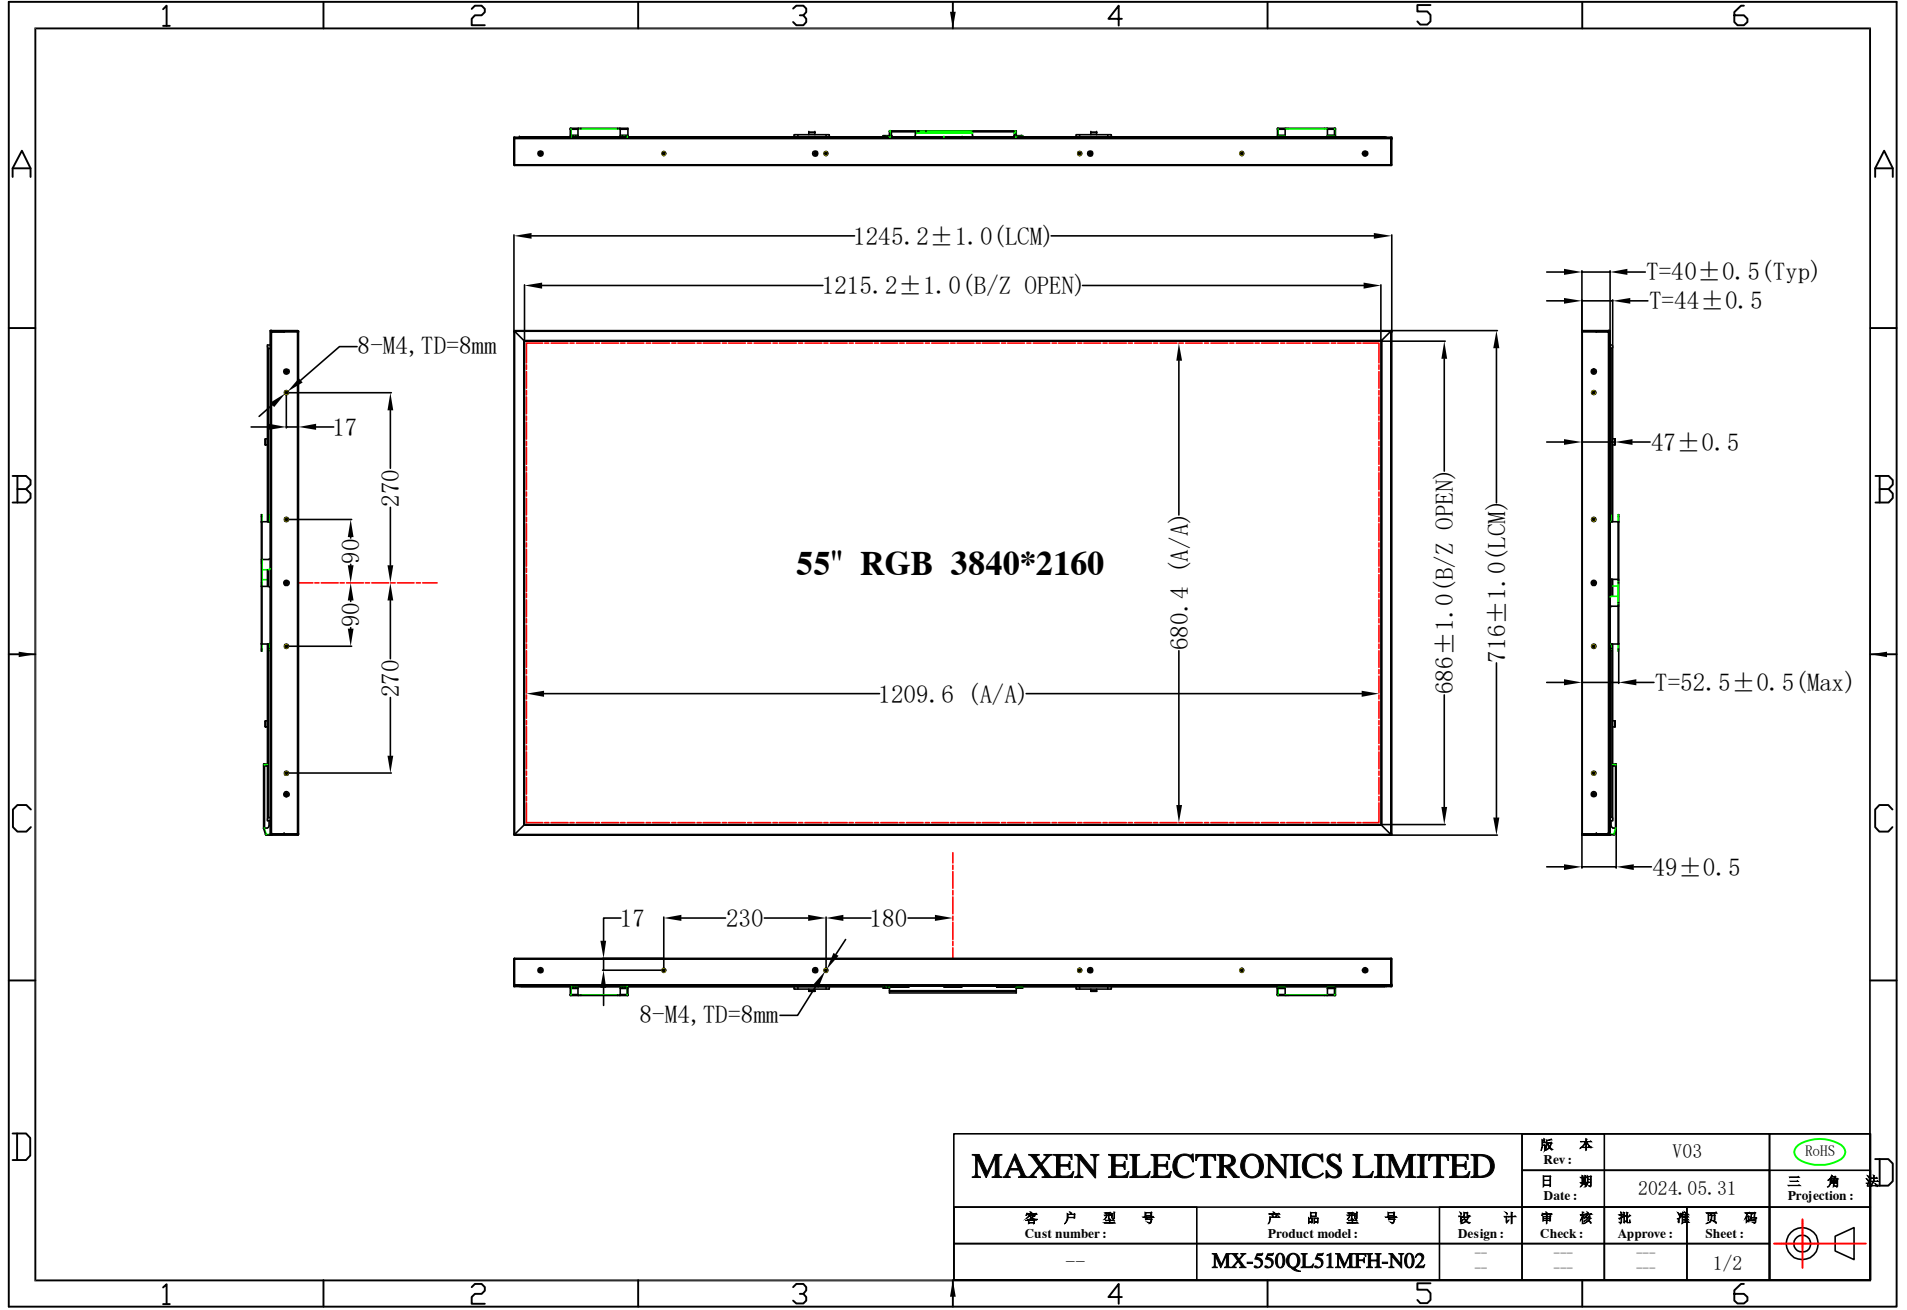 1 2 3 4 5 6
A A
1245.2±1.0(LCM)
1215.2±1.0(B/Z OPEN)
T=40±0.5(Typ)
T=44±0.5
8-M4,TD=8mm
17
47±0.5
270
B B
90
55" RGB 3840*2160
680.4 (A/A)
686±1.0(B/Z OPEN)
716±1.0(LCM)
90
270
1209.6 (A/A)
T=52.5±0.5(Max)
C C
49±0.5
17 230 180
8-M4,TD=8mm
D D
MAXEN ELECTRONICS LIMITED
版 本
Rev:
V03
RoHS
日 期
Date:
2024.05.31
三 角 法
Projection:
客 户 型 号
Cust number:
产 品 型 号
Product model:
设 计
Design:
审 核
Check:
批 准
Approve:
页 码
Sheet:
--
MX-550QL51MFH-N02
--
--
---
---
---
---
1/2
1 2 3 4 5 6